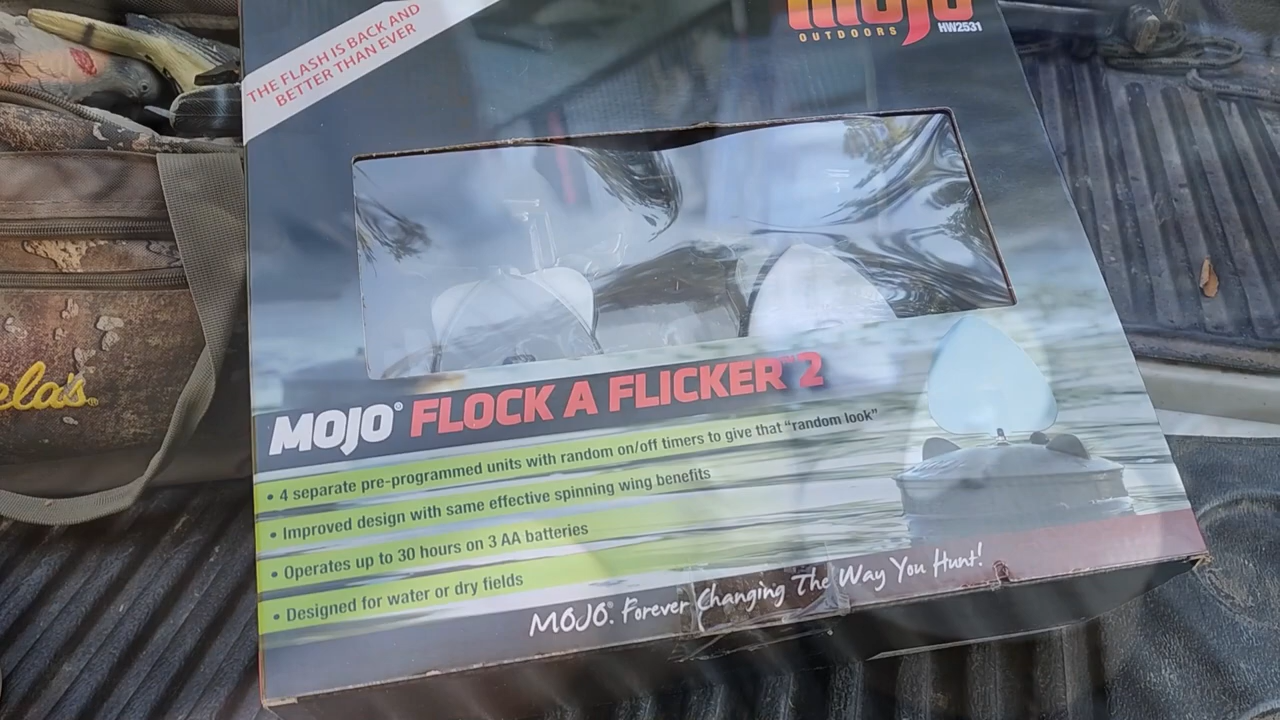 THE FLASH IS BACK AND
BETTER THAN EVER
mojo
OUTDOORS
HW2531
ela's
MOJO® FLOCK A FLICKER™ 2
• 4 separate pre-programmed units with random on/off timers to give that “random look”
• Improved design with same effective spinning wing benefits
• Operates up to 30 hours on 3 AA batteries
• Designed for water or dry fields
MOJO® Forever Changing The Way You Hunt!